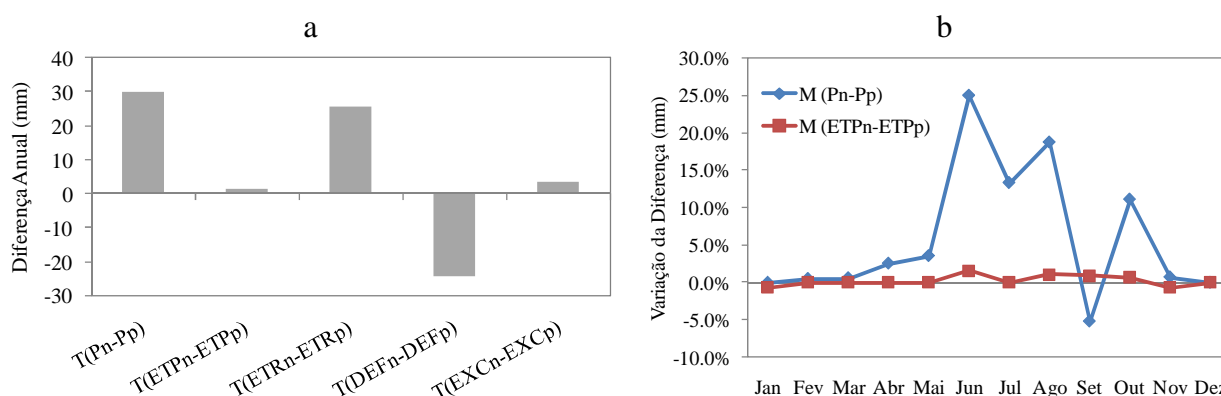 a
40
30
20
10
0
-10
-20
-30
Diferença Anual (mm)
T(Pn-Pp)
T(ETPn-ETPp)
T(ETRn-ETRp)
T(DEFn-DEFp)
T(EXCn-EXCp)
b
30.0%
25.0%
20.0%
15.0%
10.0%
5.0%
0.0%
-5.0%
-10.0%
Variação da Diferença (mm)
M (Pn-Pp)
M (ETPn-ETPp)
Jan Fev Mar Abr Mai Jun Jul Ago Set Out Nov Dez